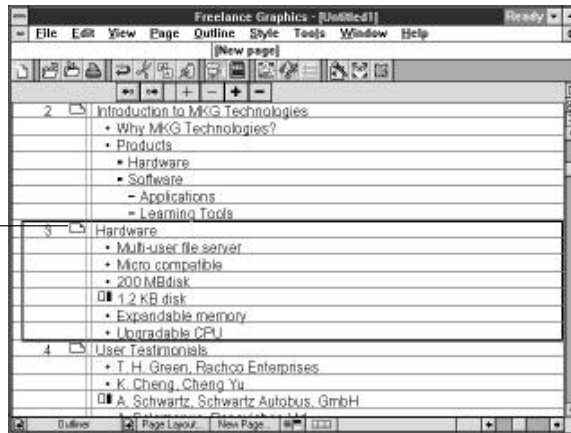 Freelance Graphics - [Untitled1] Ready
File Edit View Page Outline Style Tools Window Help
[New page]
2 Introduction to MKG Technologies
• Why MKG Technologies?
• Products
▪ Hardware
▪ Software
– Applications
– Learning Tools
3 Hardware
• Multi-user file server
• Micro compatible
• 200 MBdisk
1.2 KB disk
• Expandable memory
• Upgradable CPU
4 User Testimonials
• T. H. Green, Rachco Enterprises
• K. Cheng, Cheng Yu
A. Schwartz, Schwartz Autobus, GmbH
Outliner Page Layout... New Page...